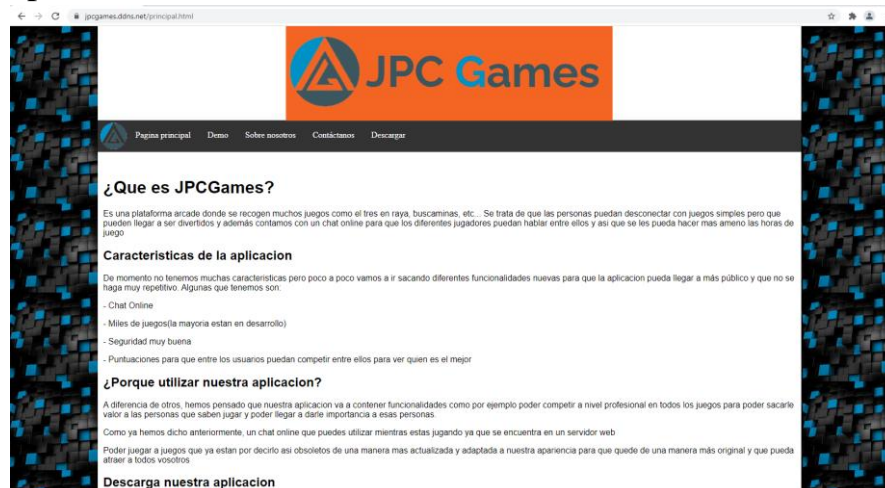 jpcgames.ddns.net/principal.html
JPC Games
Pagina principal Demo Sobre nosotros Contáctanos Descargar
¿Que es JPCGames?
Es una plataforma arcade donde se recogen muchos juegos como el tres en raya, buscaminas, etc... Se trata de que las personas puedan desconectar con juegos simples pero que
pueden llegar a ser divertidos y además contamos con un chat online para que los diferentes jugadores puedan hablar entre ellos y asi que se les pueda hacer mas ameno las horas de
juego
Caracteristicas de la aplicacion
De momento no tenemos muchas caracteristicas pero poco a poco vamos a ir sacando diferentes funcionalidades nuevas para que la aplicacion pueda llegar a más público y que no se
haga muy repetitivo. Algunas que tenemos son:
- Chat Online
- Miles de juegos(la mayoria estan en desarrollo)
- Seguridad muy buena
- Puntuaciones para que entre los usuarios puedan competir entre ellos para ver quien es el mejor
¿Porque utilizar nuestra aplicacion?
A diferencia de otros, hemos pensado que nuestra aplicacion va a contener funcionalidades como por ejemplo poder competir a nivel profesional en todos los juegos para poder sacarle
valor a las personas que saben jugar y poder llegar a darle importancia a esas personas.
Como ya hemos dicho anteriormente, un chat online que puedes utilizar mientras estas jugando ya que se encuentra en un servidor web
Poder juegar a juegos que ya estan por decirlo asi obsoletos de una manera mas actualizada y adaptada a nuestra apariencia para que quede de una manera más original y que pueda
atraer a todos vosotros
Descarga nuestra aplicacion